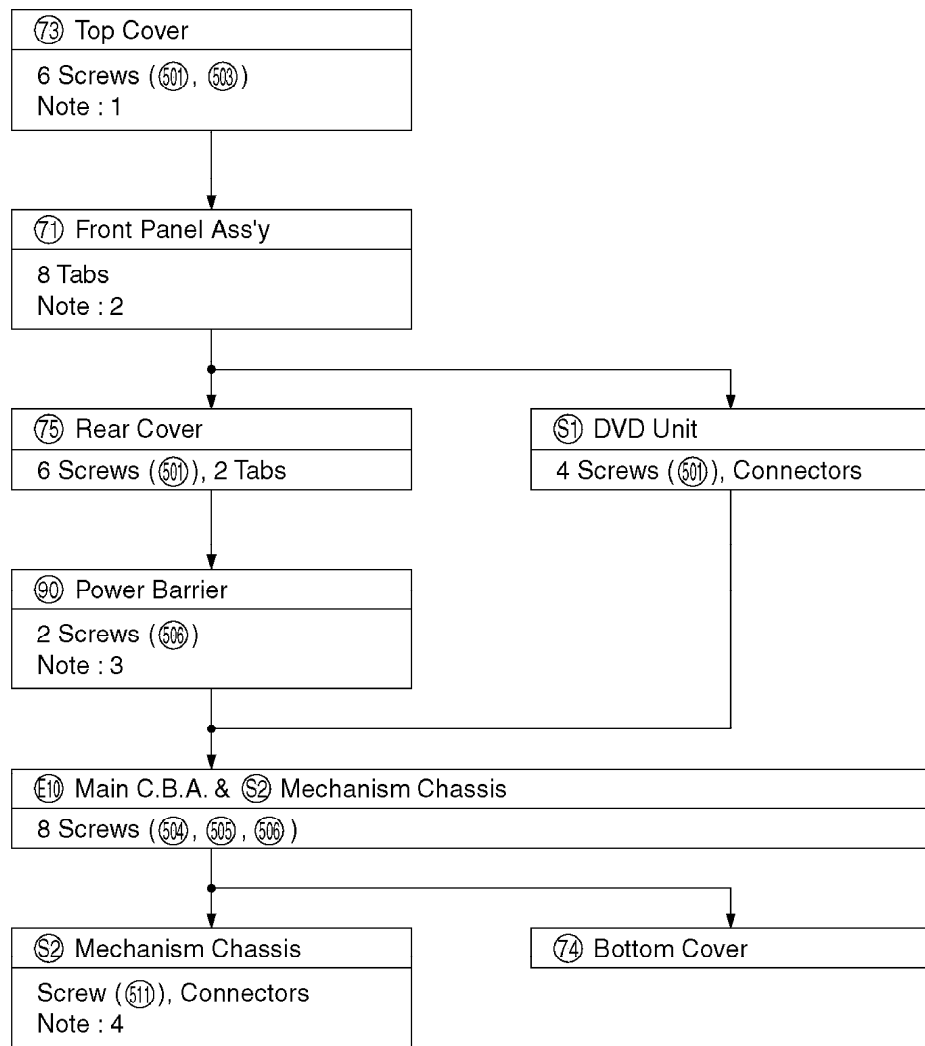 73 Top Cover
6 Screws (501, 503)
Note : 1
71 Front Panel Ass'y
8 Tabs
Note : 2
75 Rear Cover
6 Screws (501), 2 Tabs
S1 DVD Unit
4 Screws (501), Connectors
90 Power Barrier
2 Screws (506)
Note : 3
E10 Main C.B.A. & S2 Mechanism Chassis
8 Screws (504, 505, 506 )
S2 Mechanism Chassis
Screw (511), Connectors
Note : 4
74 Bottom Cover